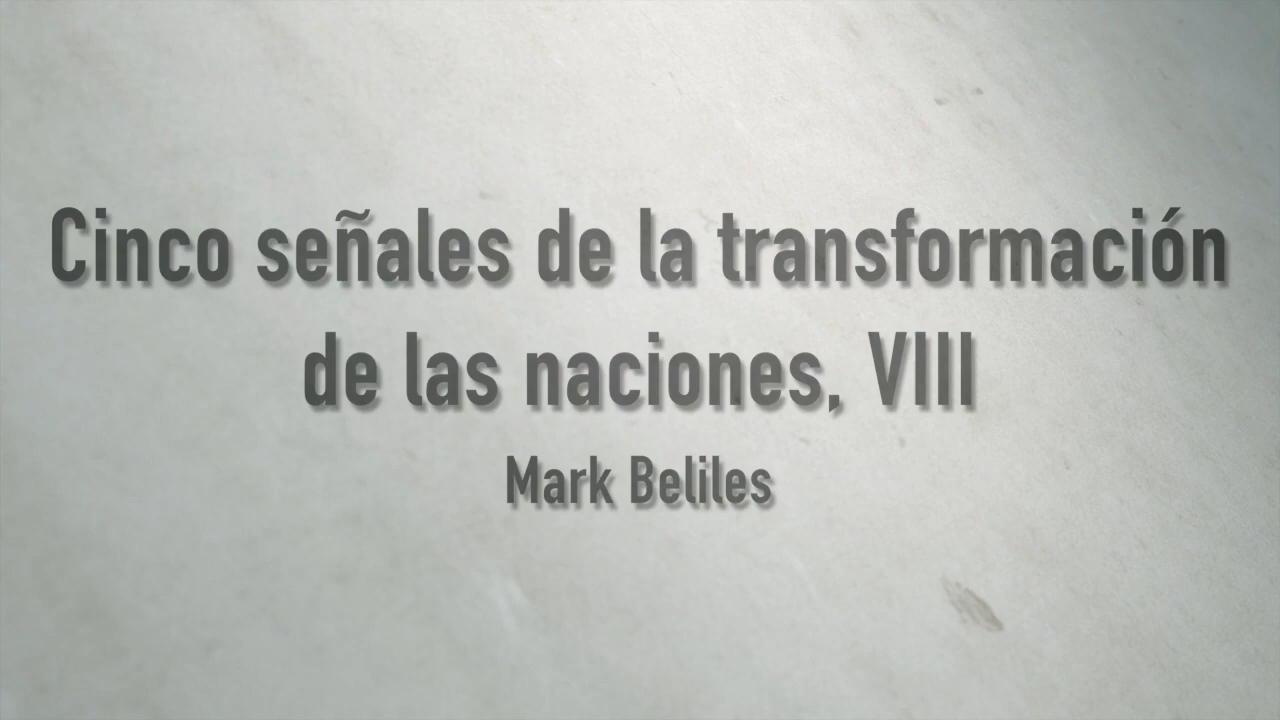 Cinco señales de la transformación
de las naciones, VIII
Mark Beliles